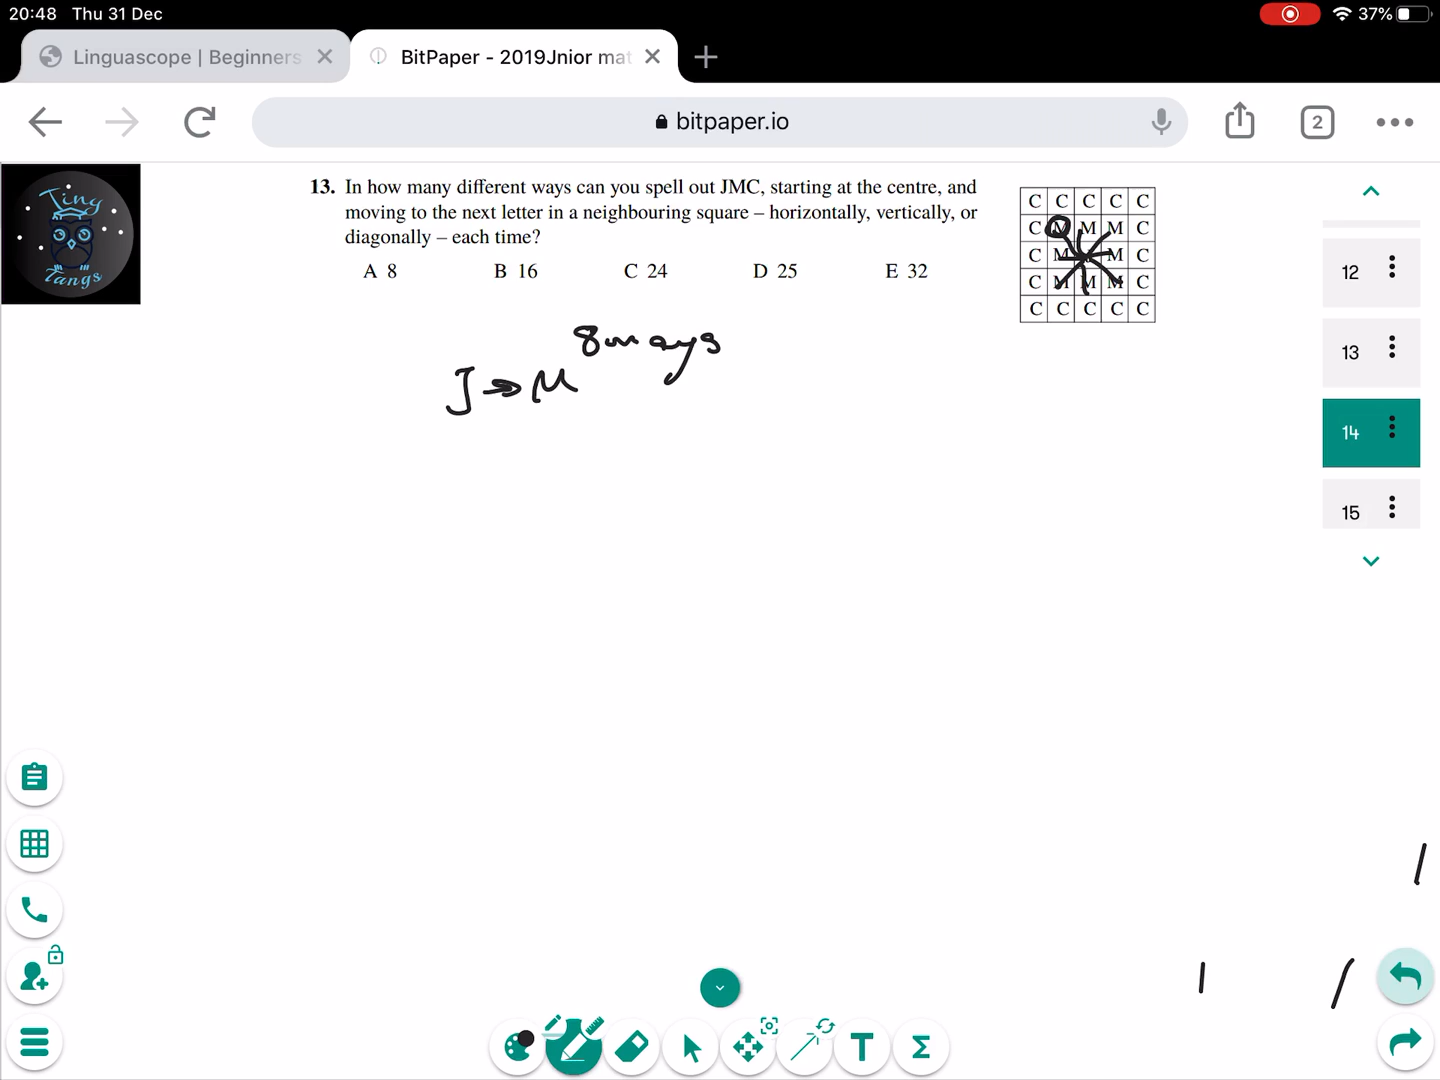 20:48 Thu 31 Dec
37%
Linguascope | Beginners
BitPaper - 2019Jnior mat
bitpaper.io
2
Tiny
Tangs
13. In how many different ways can you spell out JMC, starting at the centre, and
moving to the next letter in a neighbouring square – horizontally, vertically, or
diagonally – each time?
A 8 B 16 C 24 D 25 E 32
C C C C C
C M M M C
C M M C
C M M M C
C C C C C
8 ways
J → M
12
13
14
15
T Σ